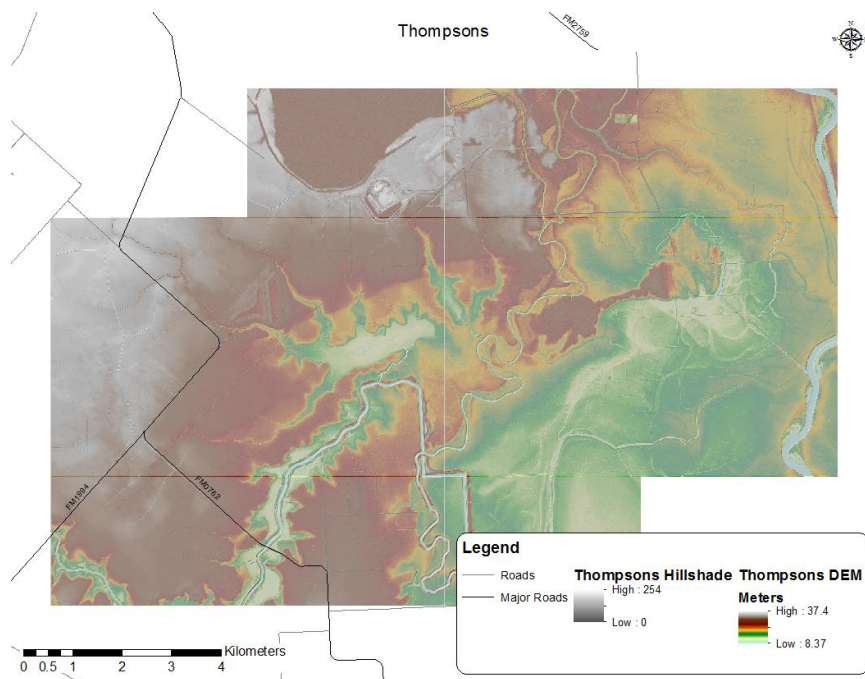 Thompsons
FM2759
N
W
E
S
FM1994
FM0762
Legend
Roads
Major Roads
Thompsons Hillshade
High : 254
Low : 0
Thompsons DEM
Meters
High : 37.4
Low : 8.37
Kilometers
0 0.5 1 2 3 4